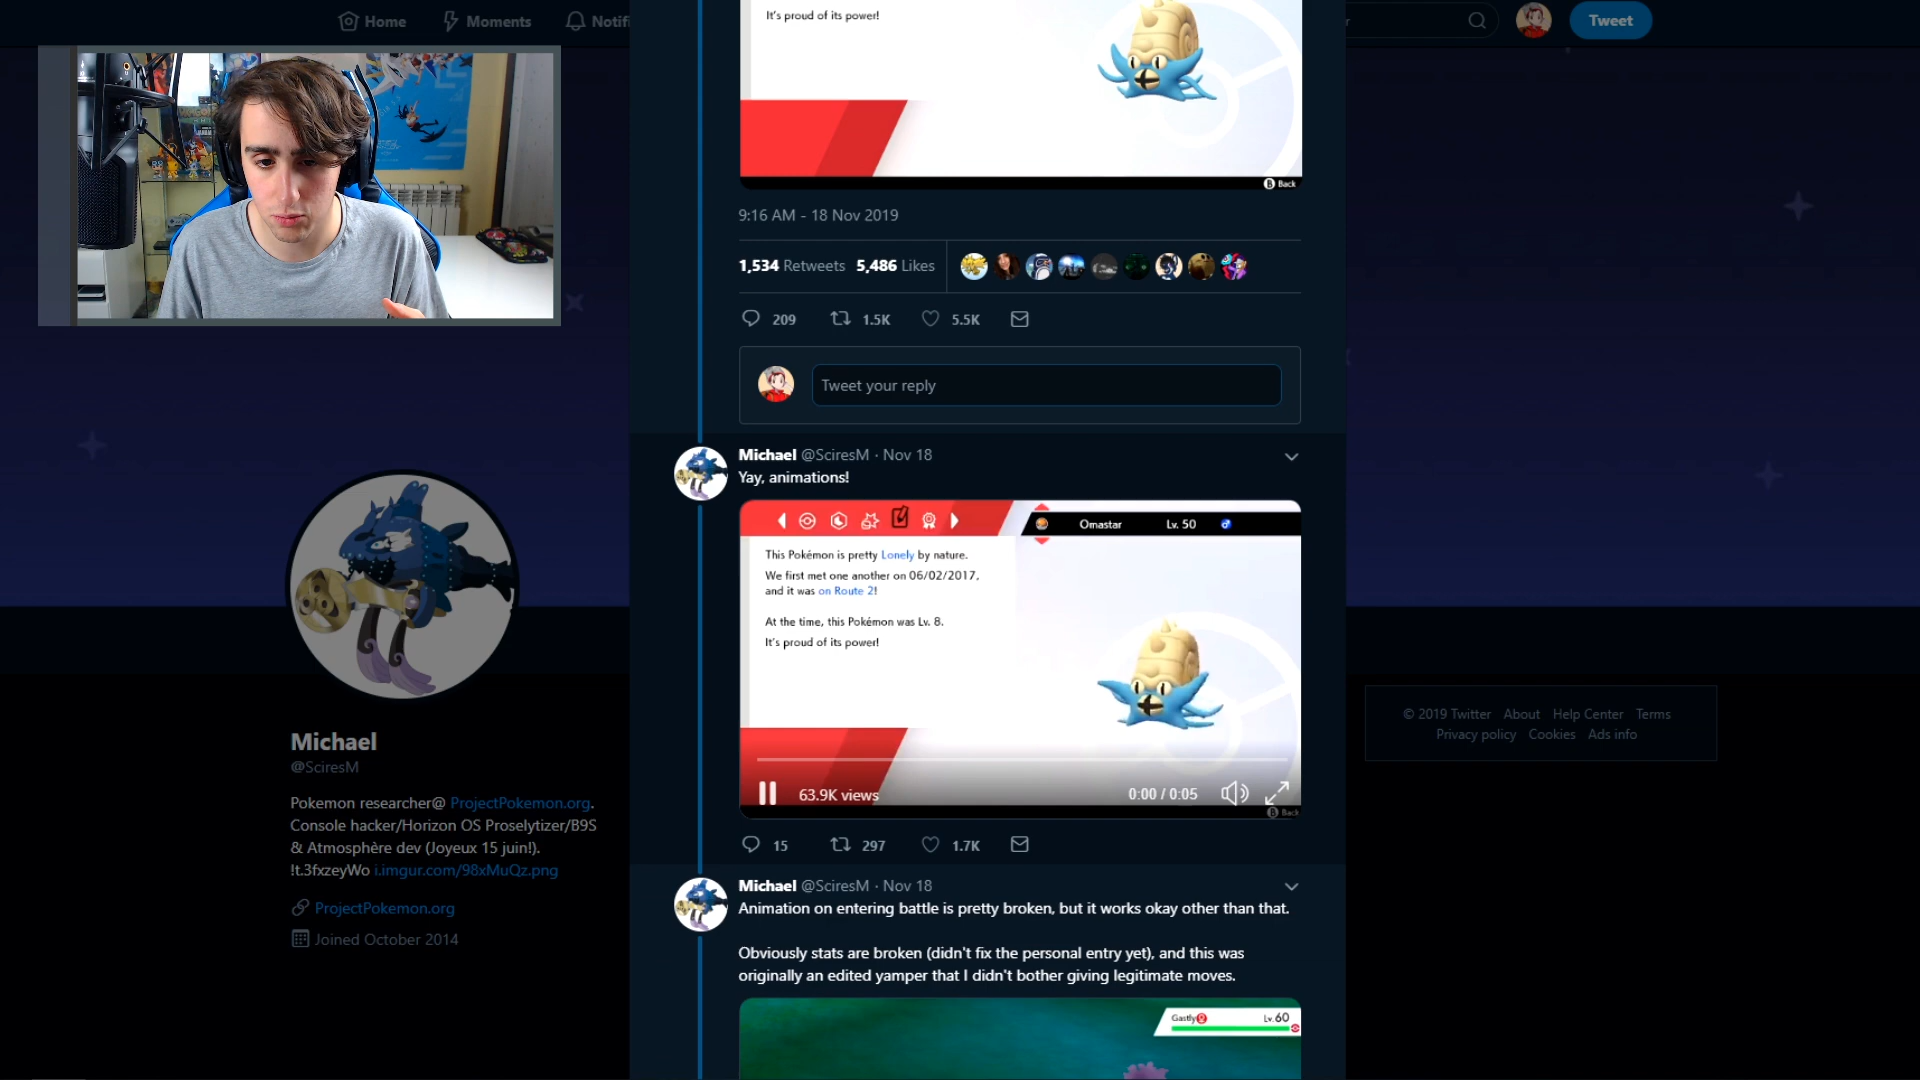 Home
Moments
Notifi
r
Tweet
It's proud of its power!
B Back
9:16 AM - 18 Nov 2019
1,534 Retweets 5,486 Likes
209 1.5K 5.5K
Tweet your reply
Michael @SciresM · Nov 18
Yay, animations!
Omastar Lv. 50
This Pokémon is pretty Lonely by nature.
We first met one another on 06/02/2017,
and it was on Route 2!
At the time, this Pokémon was Lv. 8.
It's proud of its power!
63.9K views 0:00 / 0:05
B Back
15 297 1.7K
Michael @SciresM · Nov 18
Animation on entering battle is pretty broken, but it works okay other than that.
Obviously stats are broken (didn't fix the personal entry yet), and this was
originally an edited yamper that I didn't bother giving legitimate moves.
Gastly Lv. 60
Michael
@SciresM
Pokemon researcher@ ProjectPokemon.org.
Console hacker/Horizon OS Proselytizer/B9S
& Atmosphère dev (Joyeux 15 juin!).
!t.3fxzeyWo i.imgur.com/98xMuQz.png
ProjectPokemon.org
Joined October 2014
© 2019 Twitter About Help Center Terms
Privacy policy Cookies Ads info